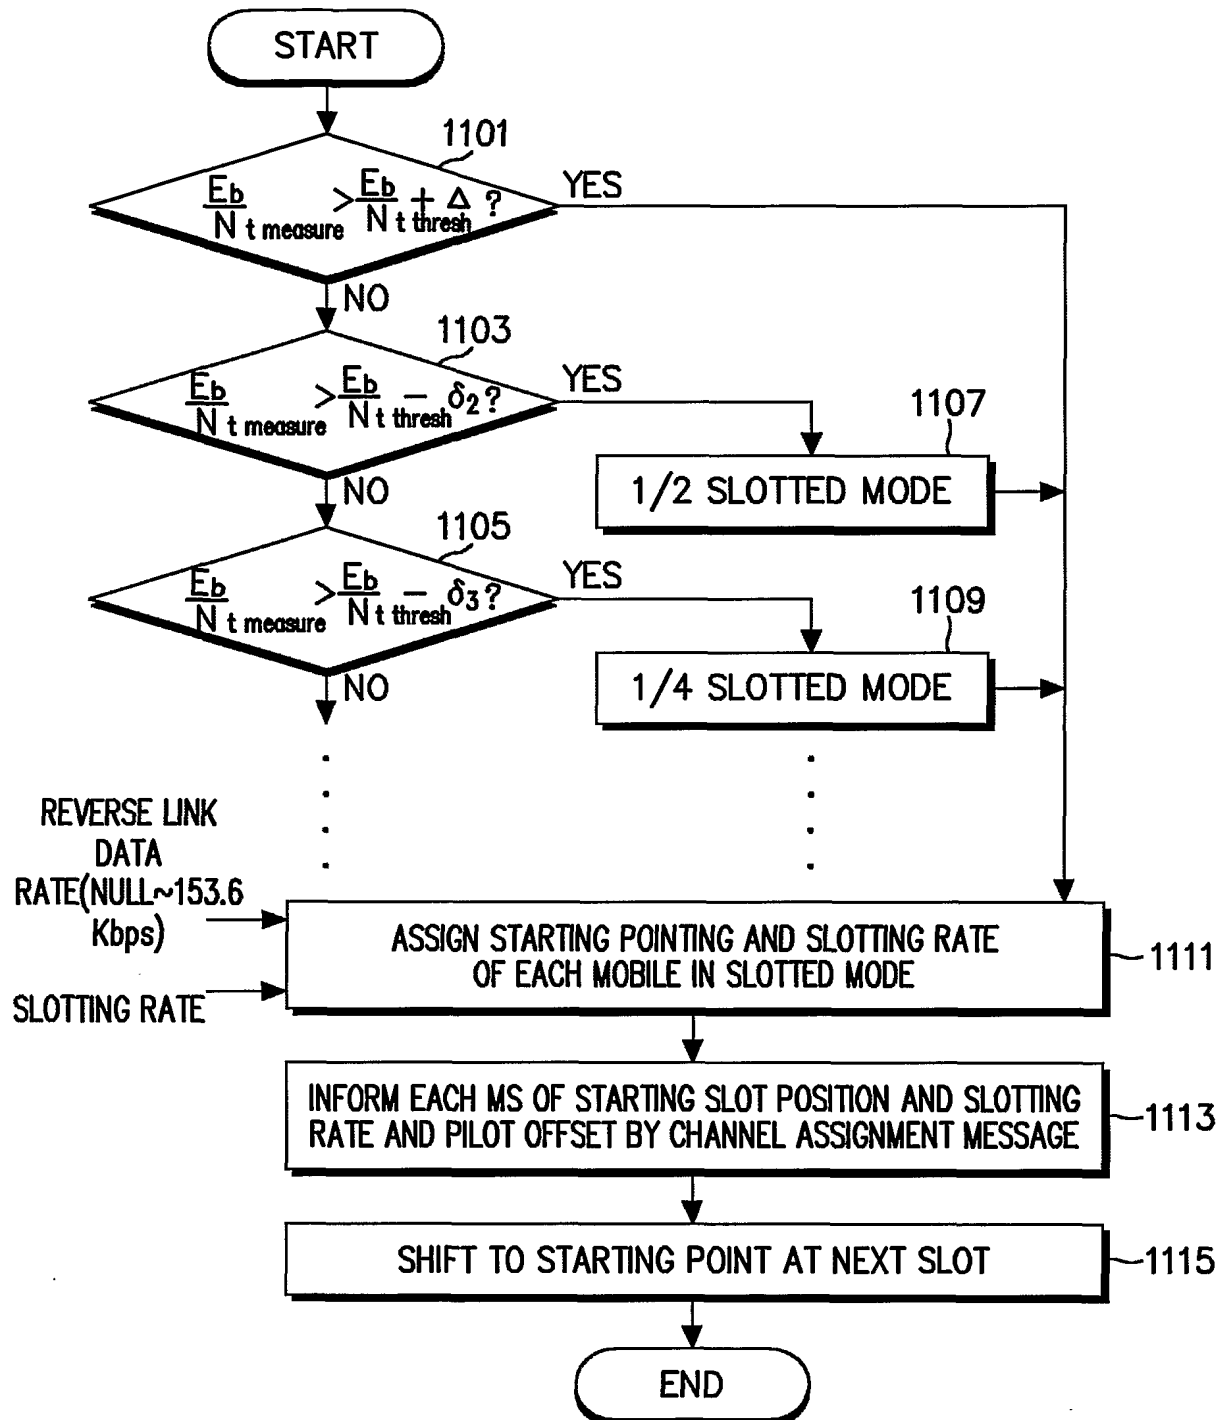 START
1101
Eb/Nt measure > Eb/Nt thresh + Δ ?
YES
NO
1103
Eb/Nt measure > Eb/Nt thresh − δ2?
YES
NO
1107
1/2 SLOTTED MODE
1105
Eb/Nt measure > Eb/Nt thresh − δ3?
YES
NO
1109
1/4 SLOTTED MODE
REVERSE LINK
DATA
RATE(NULL~153.6
Kbps)
SLOTTING RATE
ASSIGN STARTING POINTING AND SLOTTING RATE
OF EACH MOBILE IN SLOTTED MODE
1111
INFORM EACH MS OF STARTING SLOT POSITION AND SLOTTING
RATE AND PILOT OFFSET BY CHANNEL ASSIGNMENT MESSAGE
1113
SHIFT TO STARTING POINT AT NEXT SLOT
1115
END